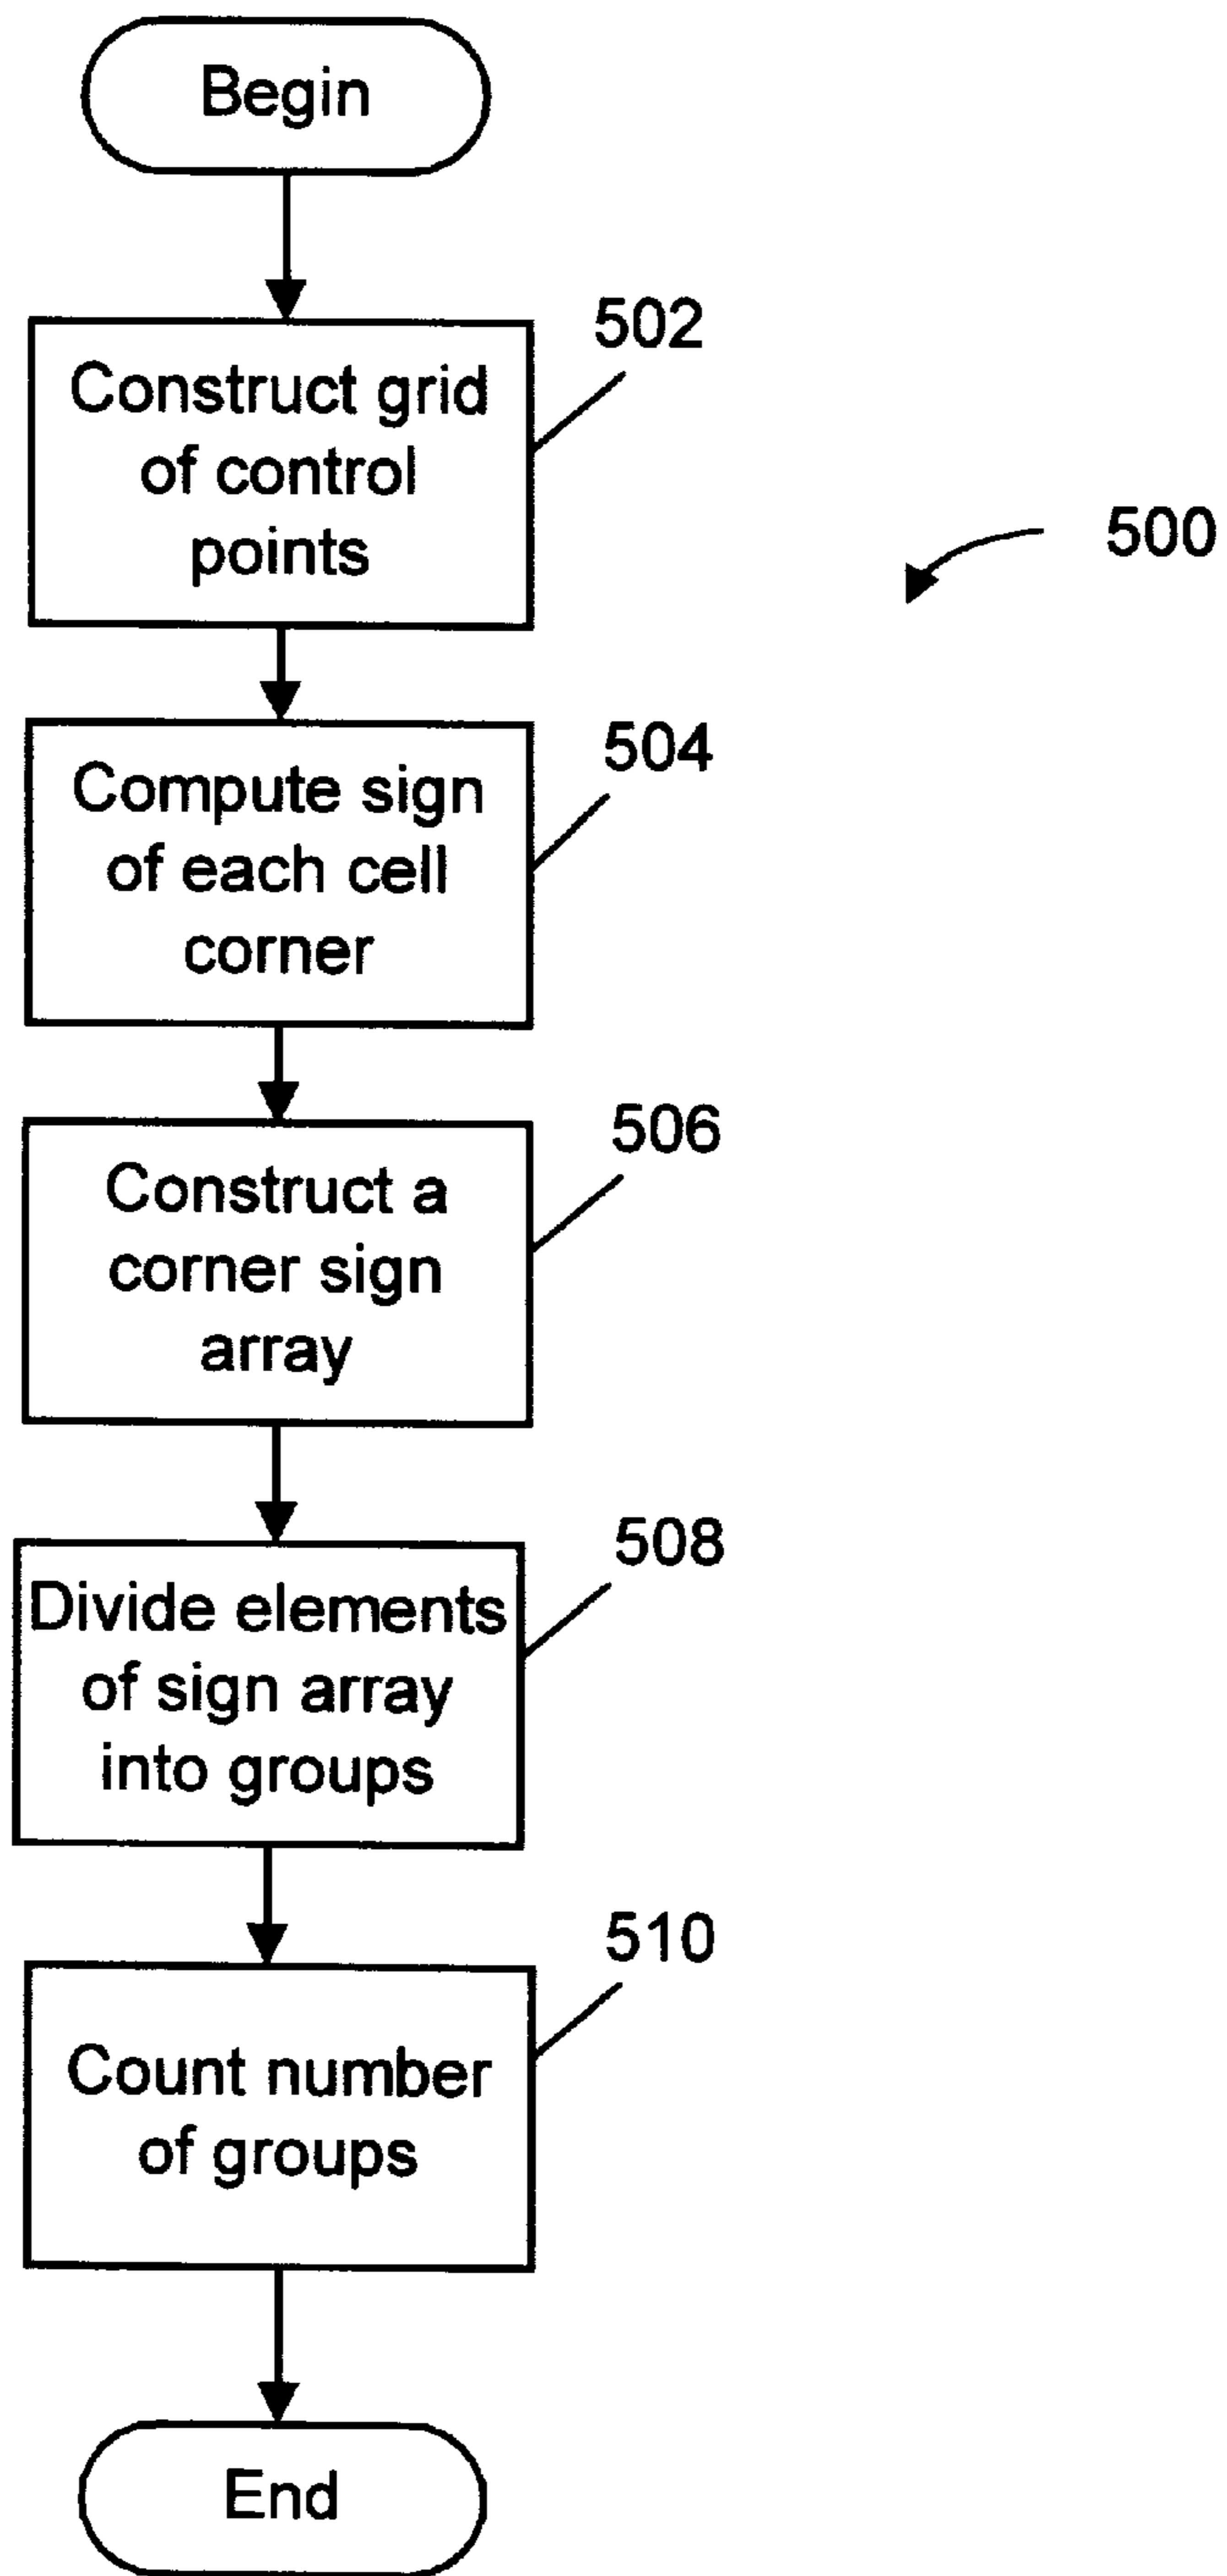 Begin
502
Construct grid
of control
points
500
504
Compute sign
of each cell
corner
506
Construct a
corner sign
array
508
Divide elements
of sign array
into groups
510
Count number
of groups
End